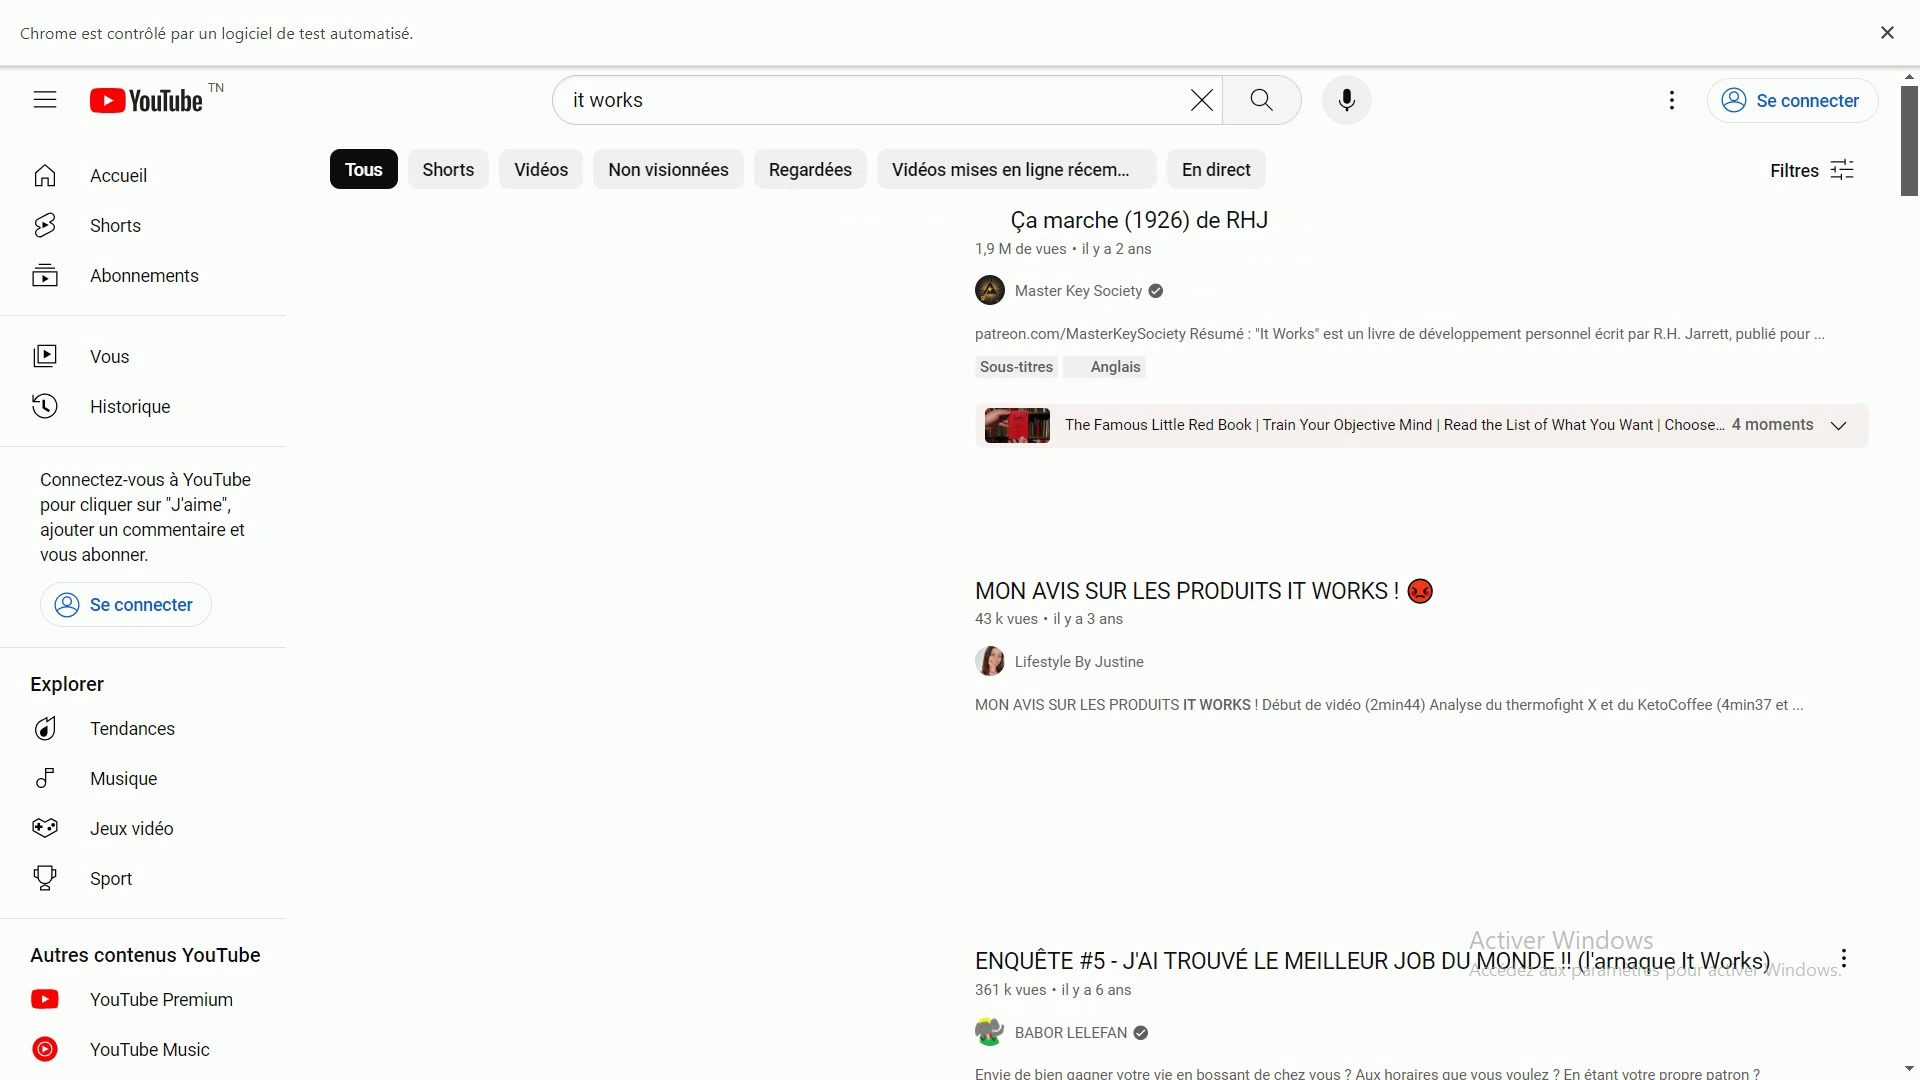 Chrome est contrôlé par un logiciel de test automatisé.
YouTube TN
it works
Se connecter
Tous
Shorts
Vidéos
Non visionnées
Regardées
Vidéos mises en ligne récem...
En direct
Filtres
Accueil
Shorts
Abonnements
Vous
Historique
Connectez-vous à YouTube
pour cliquer sur "J'aime",
ajouter un commentaire et
vous abonner.
Se connecter
Explorer
Tendances
Musique
Jeux vidéo
Sport
Autres contenus YouTube
YouTube Premium
YouTube Music
Ça marche (1926) de RHJ
1,9 M de vues • il y a 2 ans
Master Key Society
patreon.com/MasterKeySociety Résumé : "It Works" est un livre de développement personnel écrit par R.H. Jarrett, publié pour ...
Sous-titres
Anglais
The Famous Little Red Book | Train Your Objective Mind | Read the List of What You Want | Choose... 4 moments
MON AVIS SUR LES PRODUITS IT WORKS !
43 k vues • il y a 3 ans
Lifestyle By Justine
MON AVIS SUR LES PRODUITS IT WORKS ! Début de vidéo (2min44) Analyse du thermofight X et du KetoCoffee (4min37 et ...
Activer Windows
ENQUÊTE #5 - J'AI TROUVÉ LE MEILLEUR JOB DU MONDE !! (l'arnaque It Works)
Accédez aux paramètres pour activer Windows.
361 k vues • il y a 6 ans
BABOR LELEFAN
Envie de bien gagner votre vie en bossant de chez vous ? Aux horaires que vous voulez ? En étant votre propre patron ?